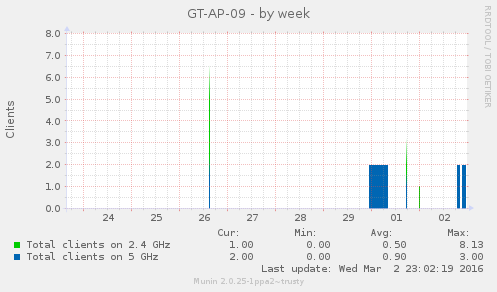 GT-AP-09 - by week
RRDTOOL / TOBI OETIKER
Clients
8.0
7.0
6.0
5.0
4.0
3.0
2.0
1.0
0.0
24 25 26 27 28 29 01 02
Cur: Min: Avg: Max:
Total clients on 2.4 GHz 1.00 0.00 0.50 8.13
Total clients on 5 GHz 2.00 0.00 0.90 3.00
Last update: Wed Mar 2 23:02:19 2016
Munin 2.0.25-1ppa2~trusty